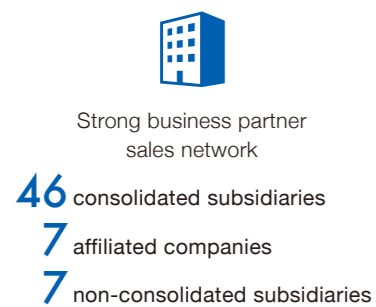 Strong business partner
sales network
46 consolidated subsidiaries
7 affiliated companies
7 non-consolidated subsidiaries